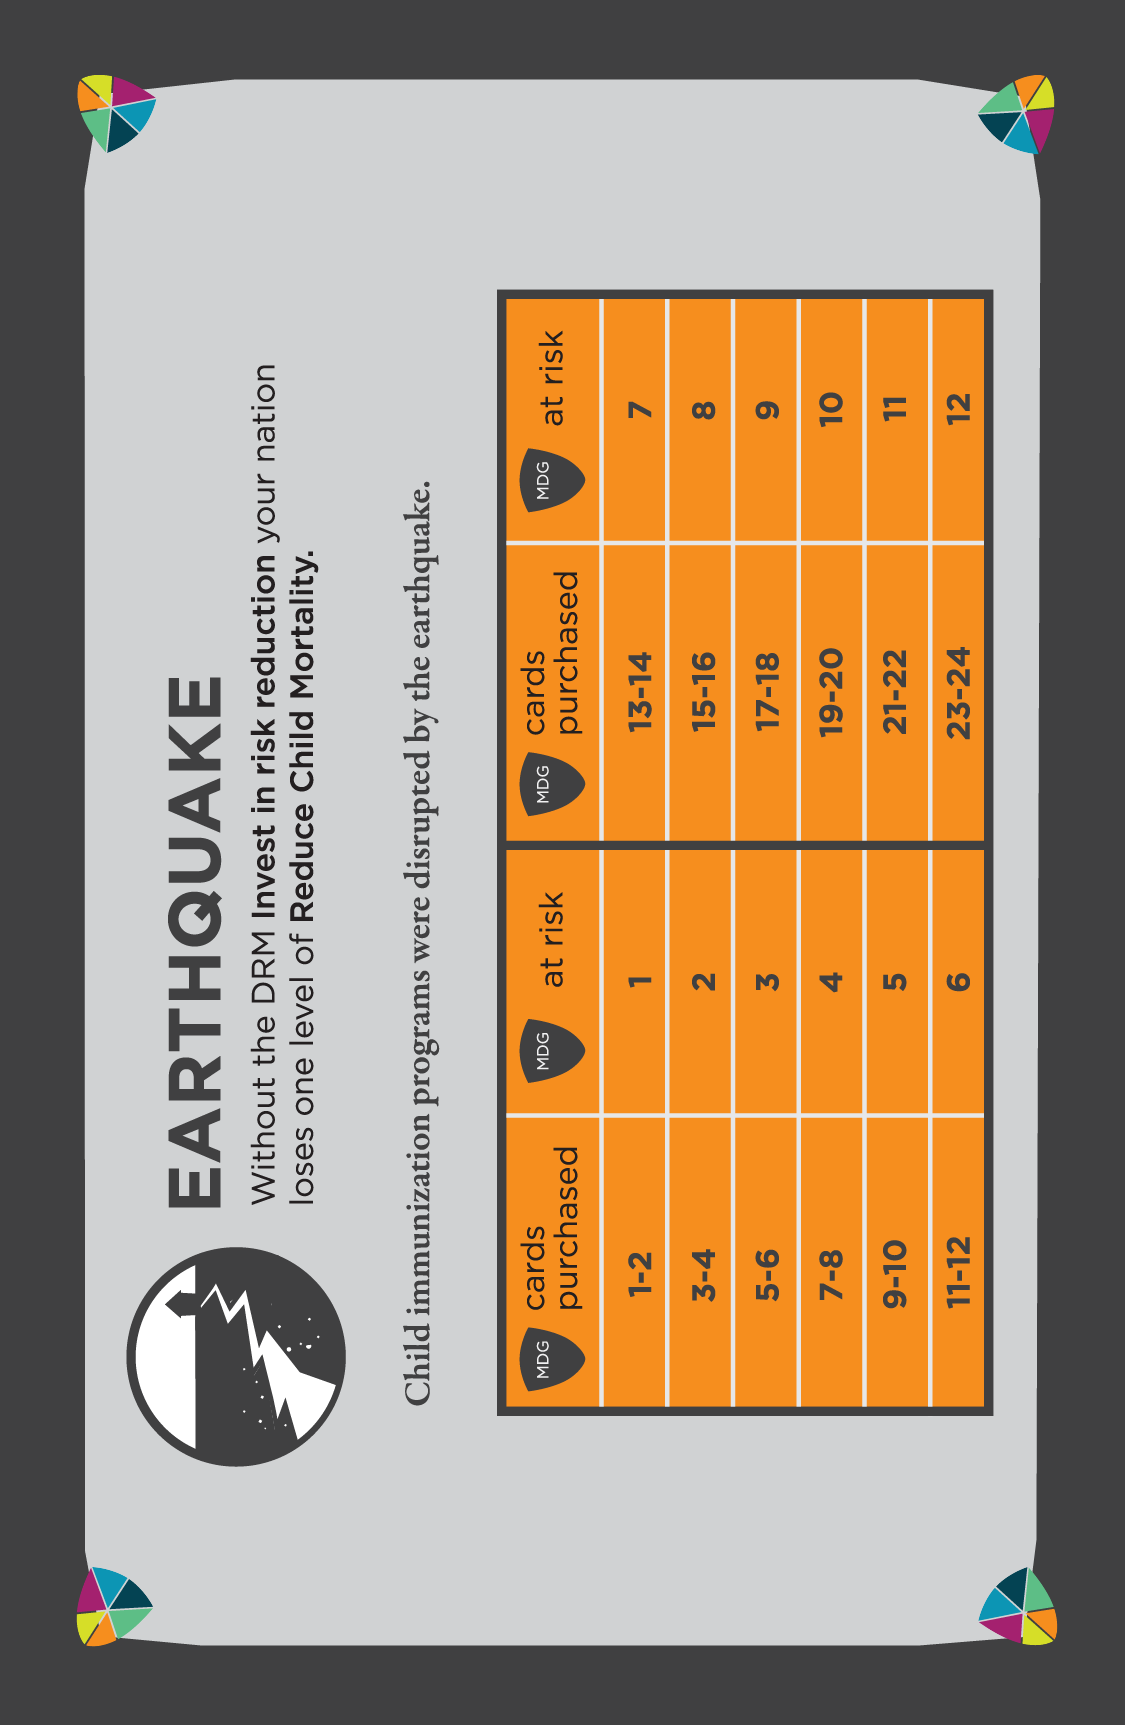 EARTHQUAKE
Without the DRM Invest in risk reduction your nation
loses one level of Reduce Child Mortality.
Child immunization programs were disrupted by the earthquake.
MDG cards purchased MDG at risk MDG cards purchased MDG at risk
1-2 1 13-14 7
3-4 2 15-16 8
5-6 3 17-18 9
7-8 4 19-20 10
9-10 5 21-22 11
11-12 6 23-24 12